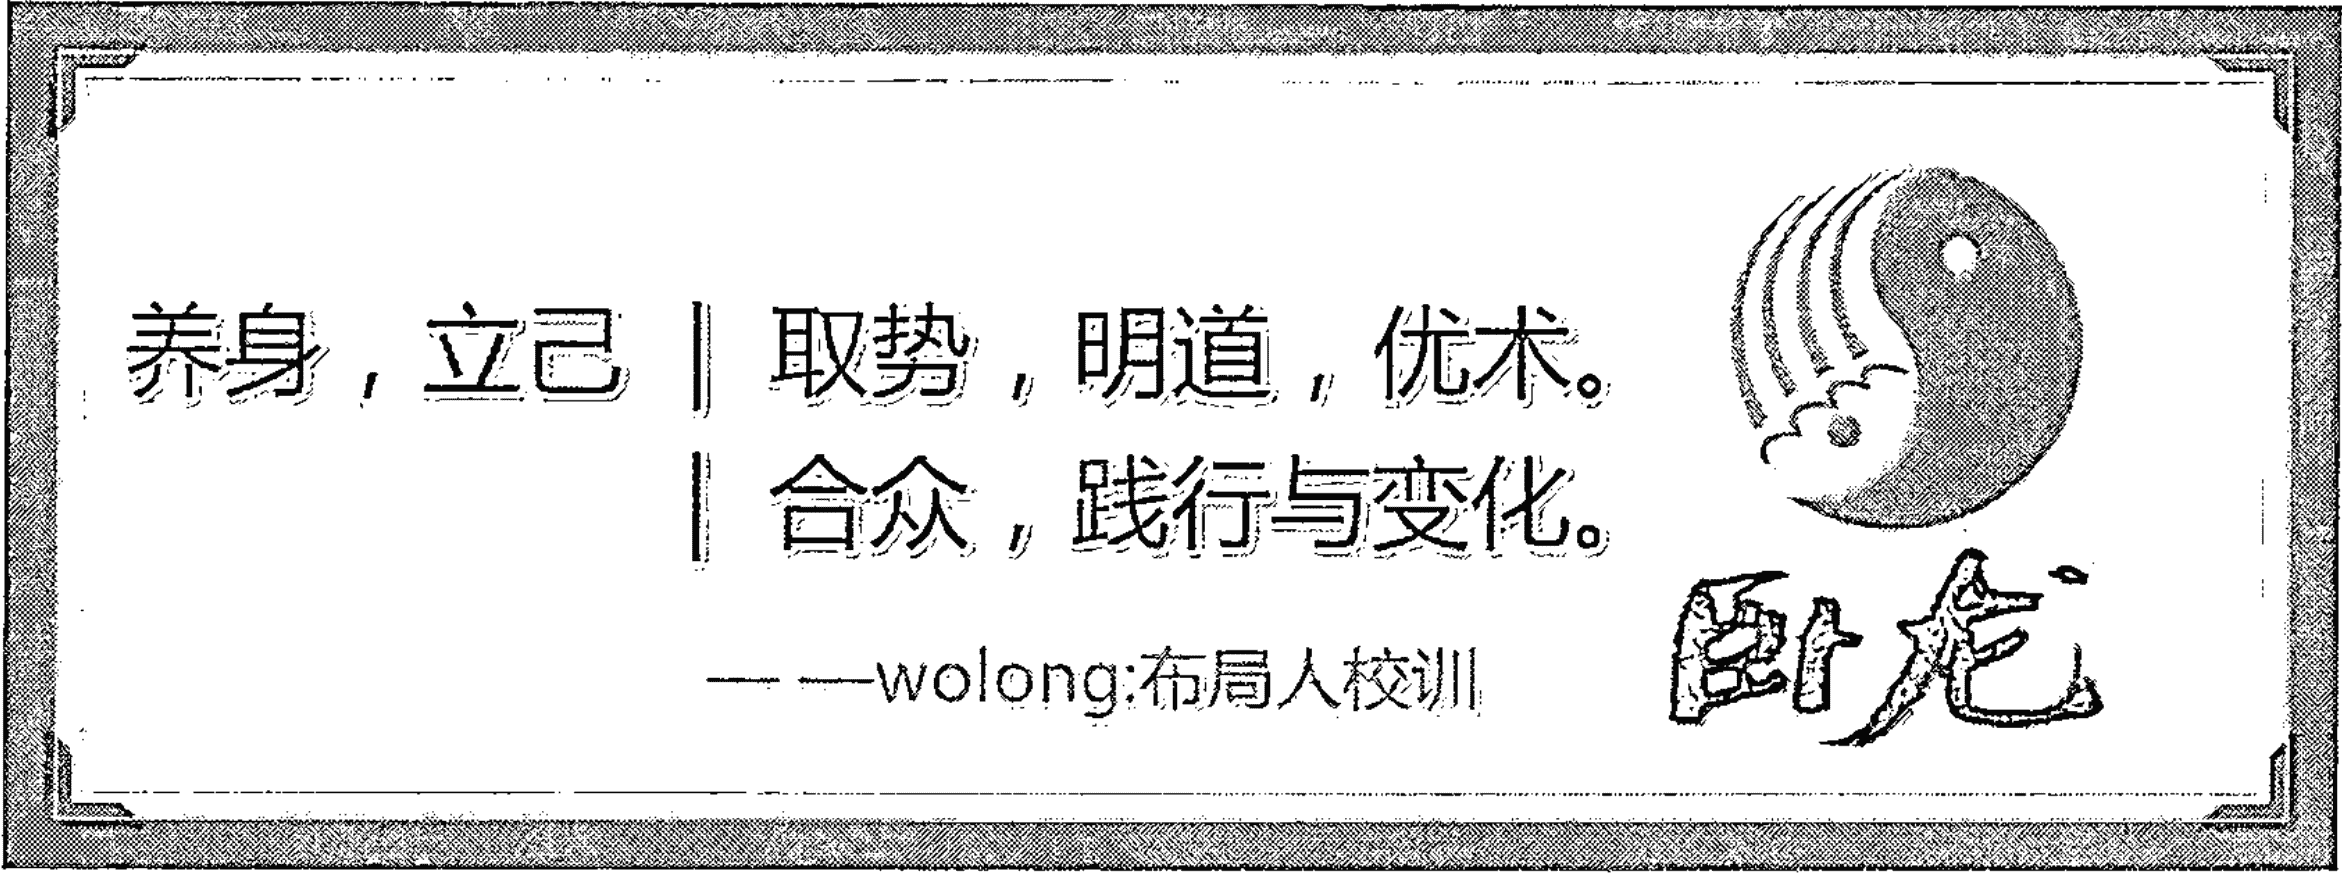 养身，立己 | 取势，明道，优术。
| 合众，践行与变化。
— —wolong:布局人校训
卧龙